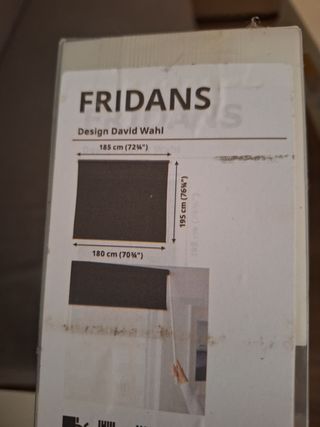 FRIDANS
Design David Wahl
185 cm (72¾")
195 cm (76¾")
180 cm (70¾")